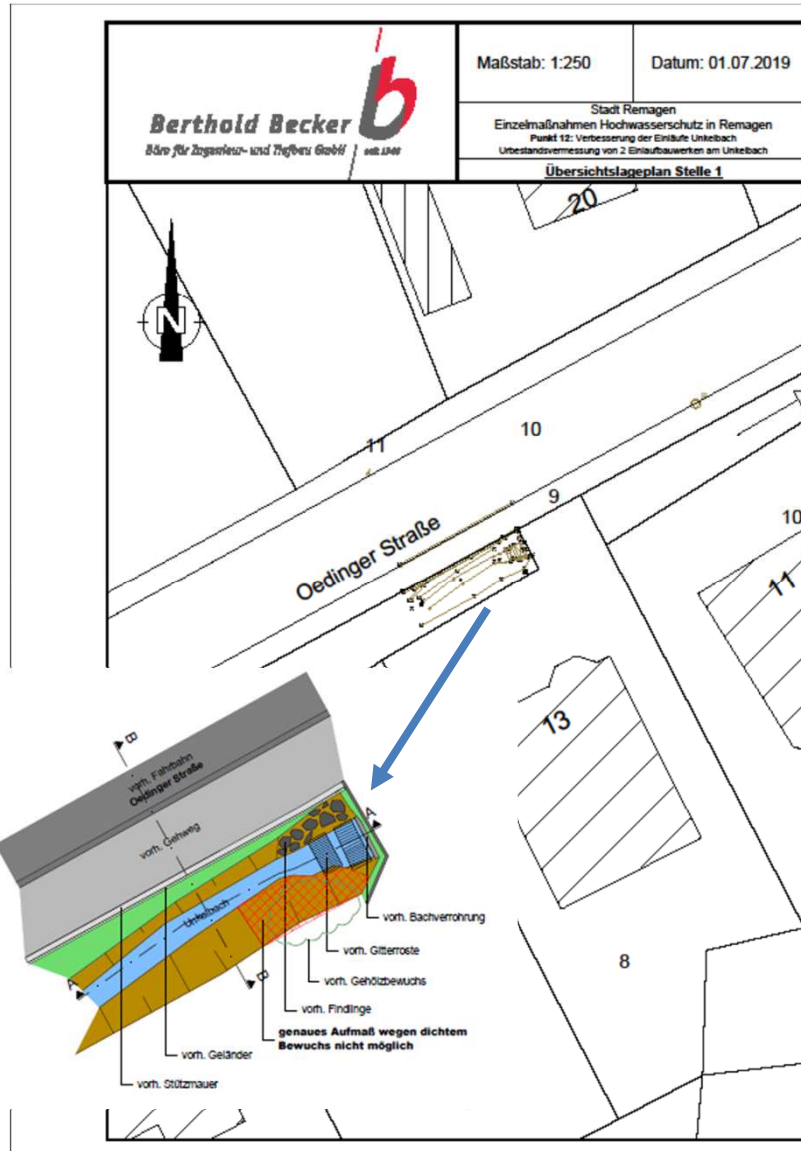 Berthold Becker
Büro für Ingenieur- und Tiefbau GmbH
seit 1949
Maßstab: 1:250
Datum: 01.07.2019
Stadt Remagen
Einzelmaßnahmen Hochwasserschutz in Remagen
Punkt 12: Verbesserung der Einläufe Unkelbach
Urbestandsvermessung von 2 Einlaufbauwerken am Unkelbach
Übersichtslageplan Stelle 1
20
N
11
10
9
Oedinger Straße
10
11
13
8
B
vorh. Fahrbahn
Oedinger Straße
vorh. Gehweg
A
Unkelbach
A
B
vorh. Bachverrohrung
vorh. Gitterroste
vorh. Gehölzbewuchs
vorh. Findlinge
genaues Aufmaß wegen dichtem
Bewuchs nicht möglich
vorh. Geländer
vorh. Stützmauer